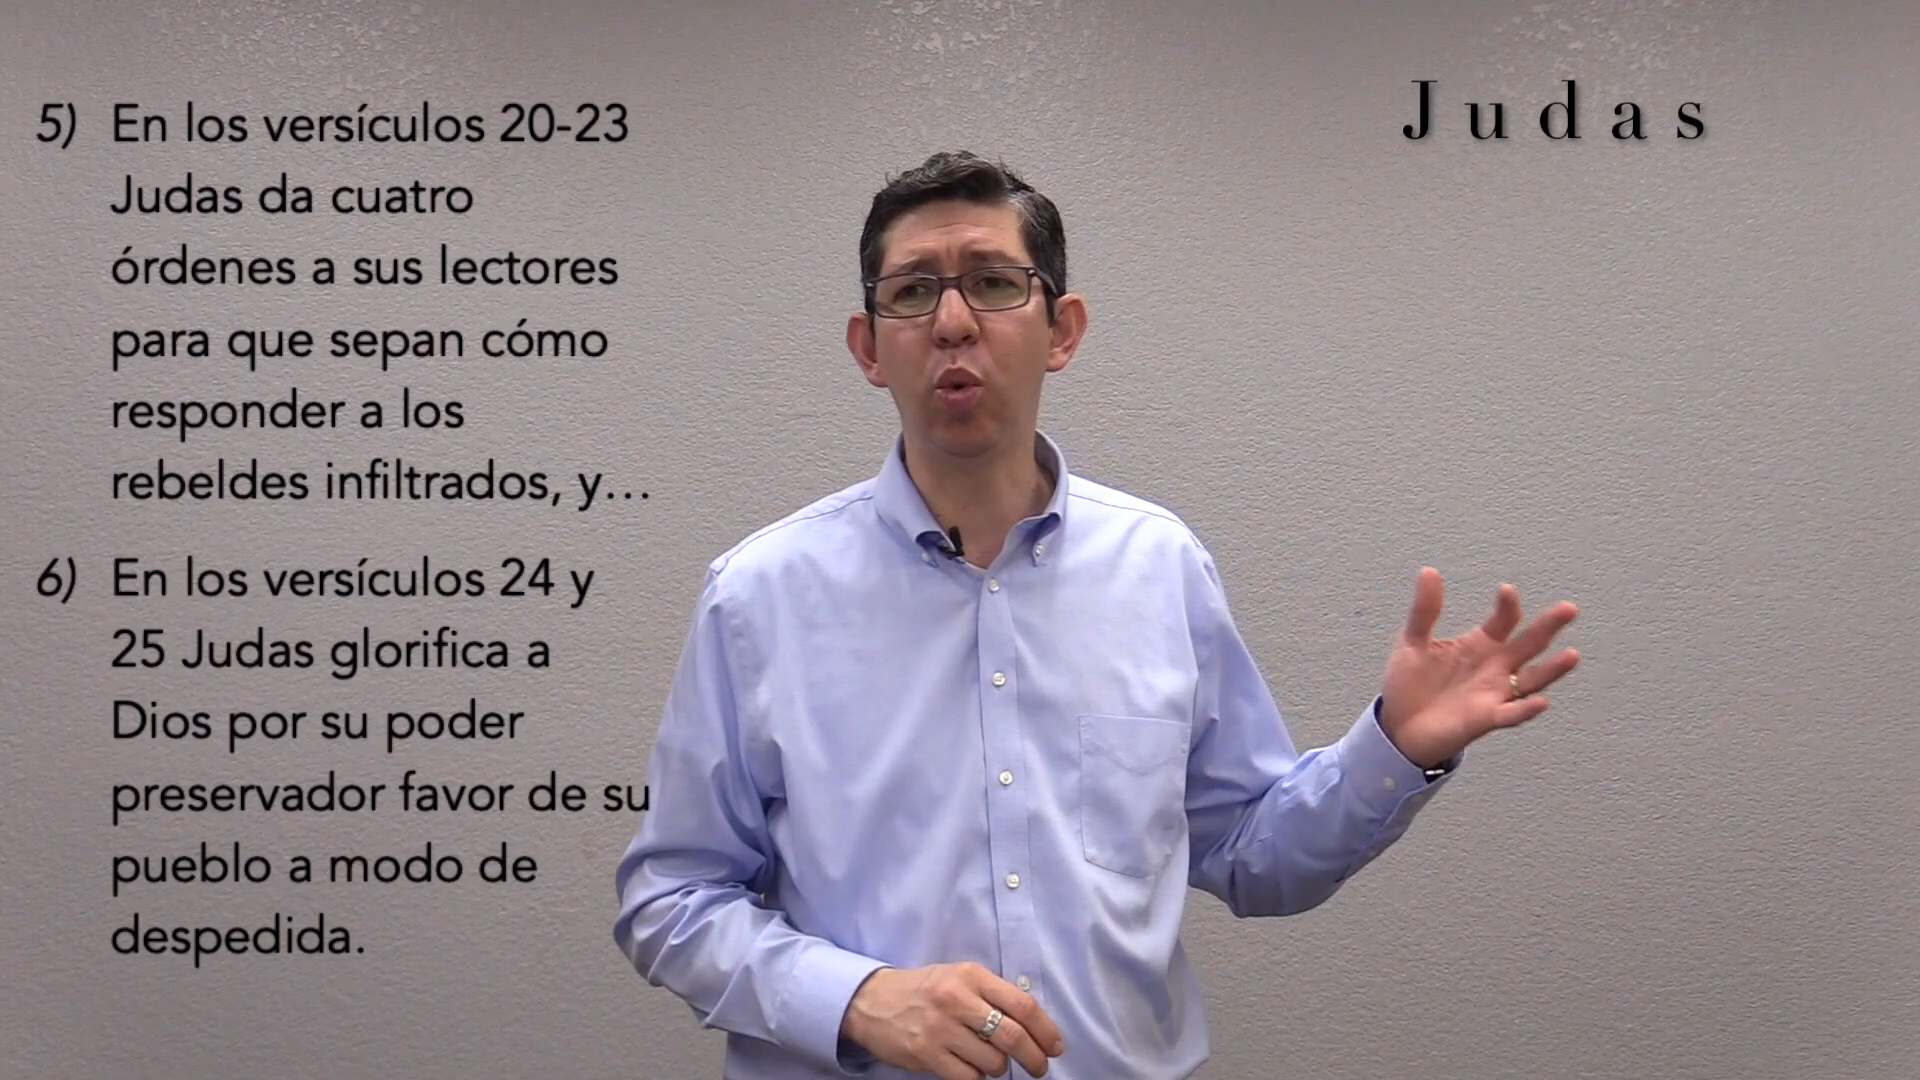 Judas
5) En los versículos 20-23
Judas da cuatro
órdenes a sus lectores
para que sepan cómo
responder a los
rebeldes infiltrados, y...
6) En los versículos 24 y
25 Judas glorifica a
Dios por su poder
preservador favor de su
pueblo a modo de
despedida.